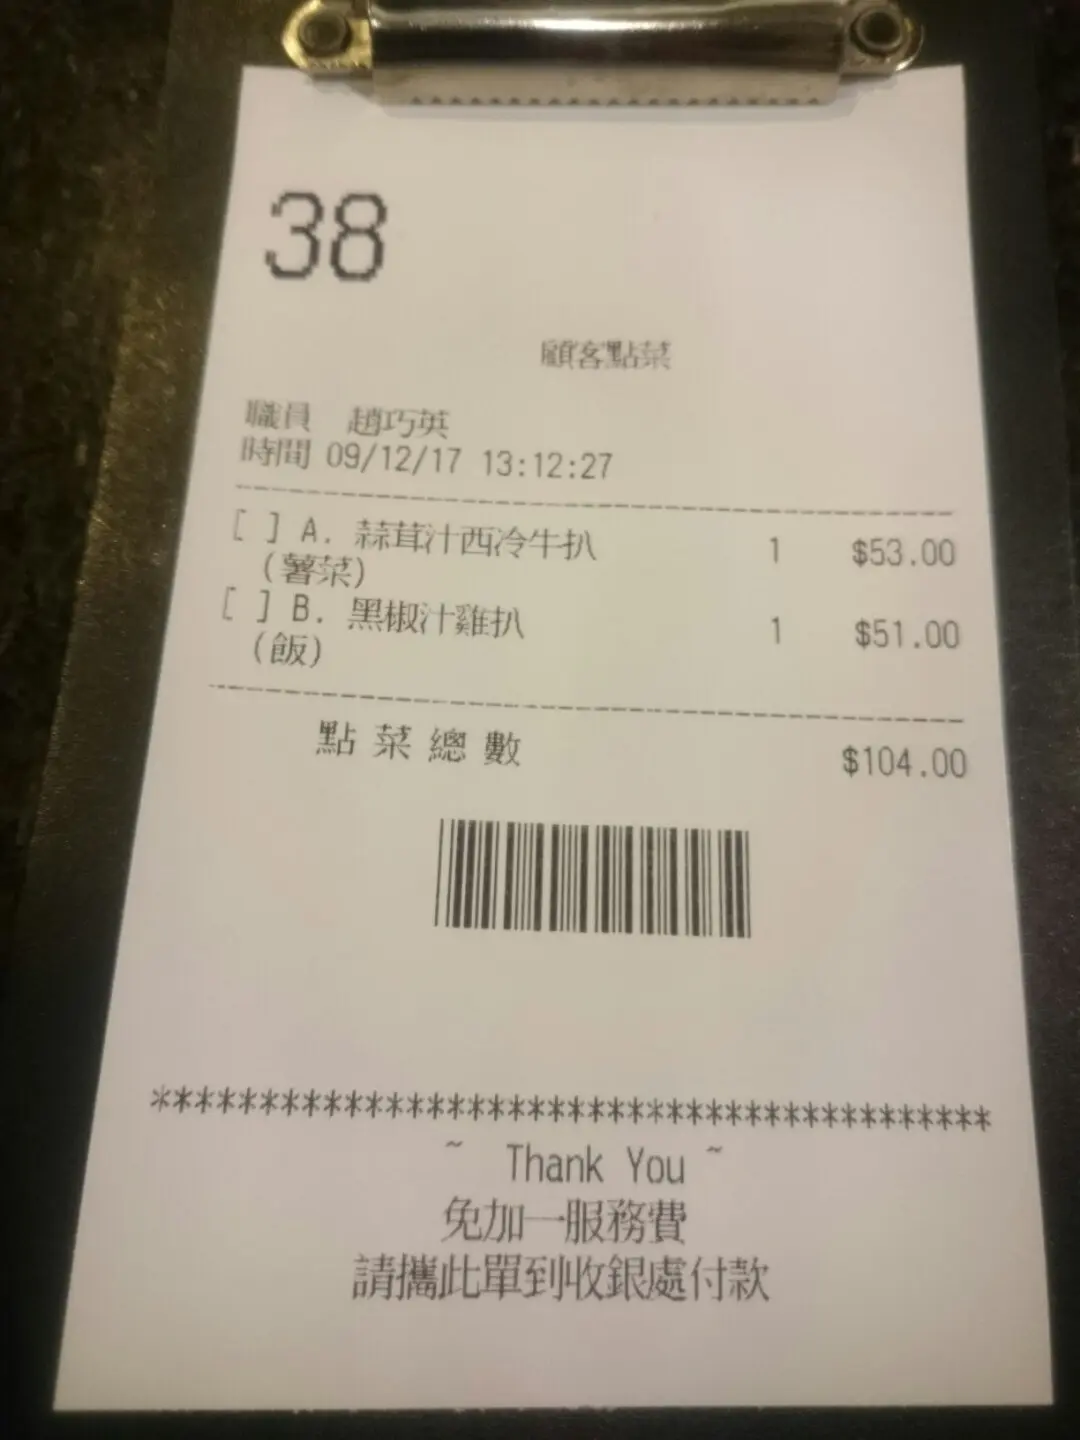 38
顧客點菜
職員 趙巧英
時間 09/12/17 13:12:27
[ ] A. 蒜茸汁西冷牛扒 1 $53.00
(薯菜)
[ ] B. 黑椒汁雞扒 1 $51.00
(飯)
點菜總數 $104.00
*****************************************
~ Thank You ~
免加一服務費
請攜此單到收銀處付款